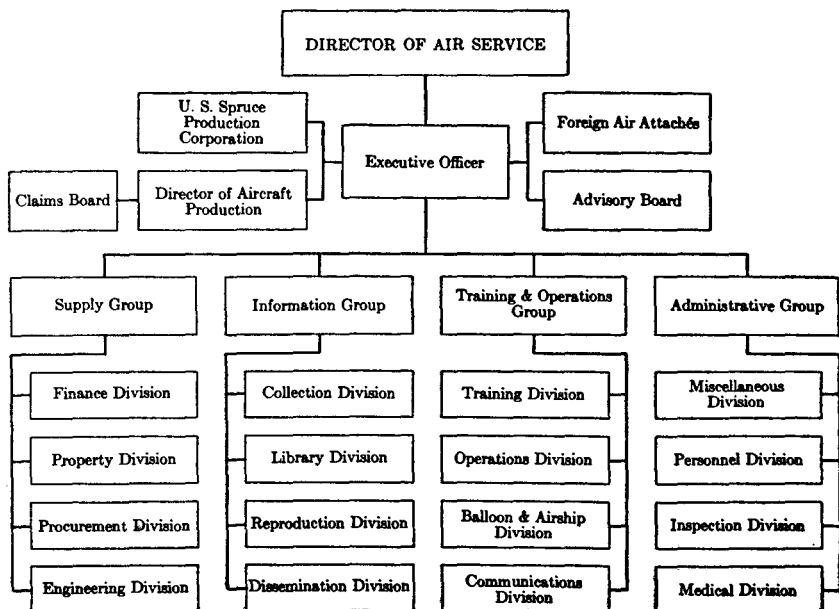 DIRECTOR OF AIR SERVICE
U. S. Spruce
Production
Corporation
Foreign Air Attachés
Executive Officer
Claims Board
Director of Aircraft
Production
Advisory Board
Supply Group
Information Group
Training & Operations
Group
Administrative Group
Finance Division
Collection Division
Training Division
Miscellaneous
Division
Property Division
Library Division
Operations Division
Personnel Division
Procurement Division
Reproduction Division
Balloon & Airship
Division
Inspection Division
Engineering Division
Dissemination Division
Communications
Division
Medical Division